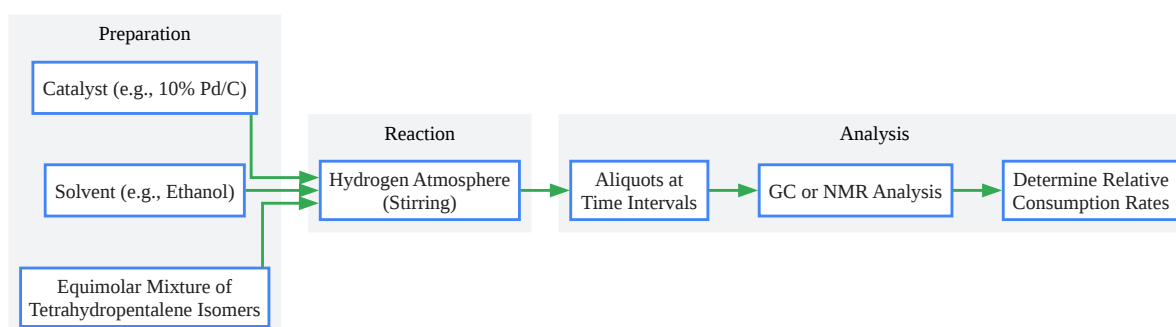 Preparation
Catalyst (e.g., 10% Pd/C)
Solvent (e.g., Ethanol)
Equimolar Mixture of
Tetrahydropentalene Isomers
Reaction
Hydrogen Atmosphere
(Stirring)
Analysis
Aliquots at
Time Intervals
GC or NMR Analysis
Determine Relative
Consumption Rates